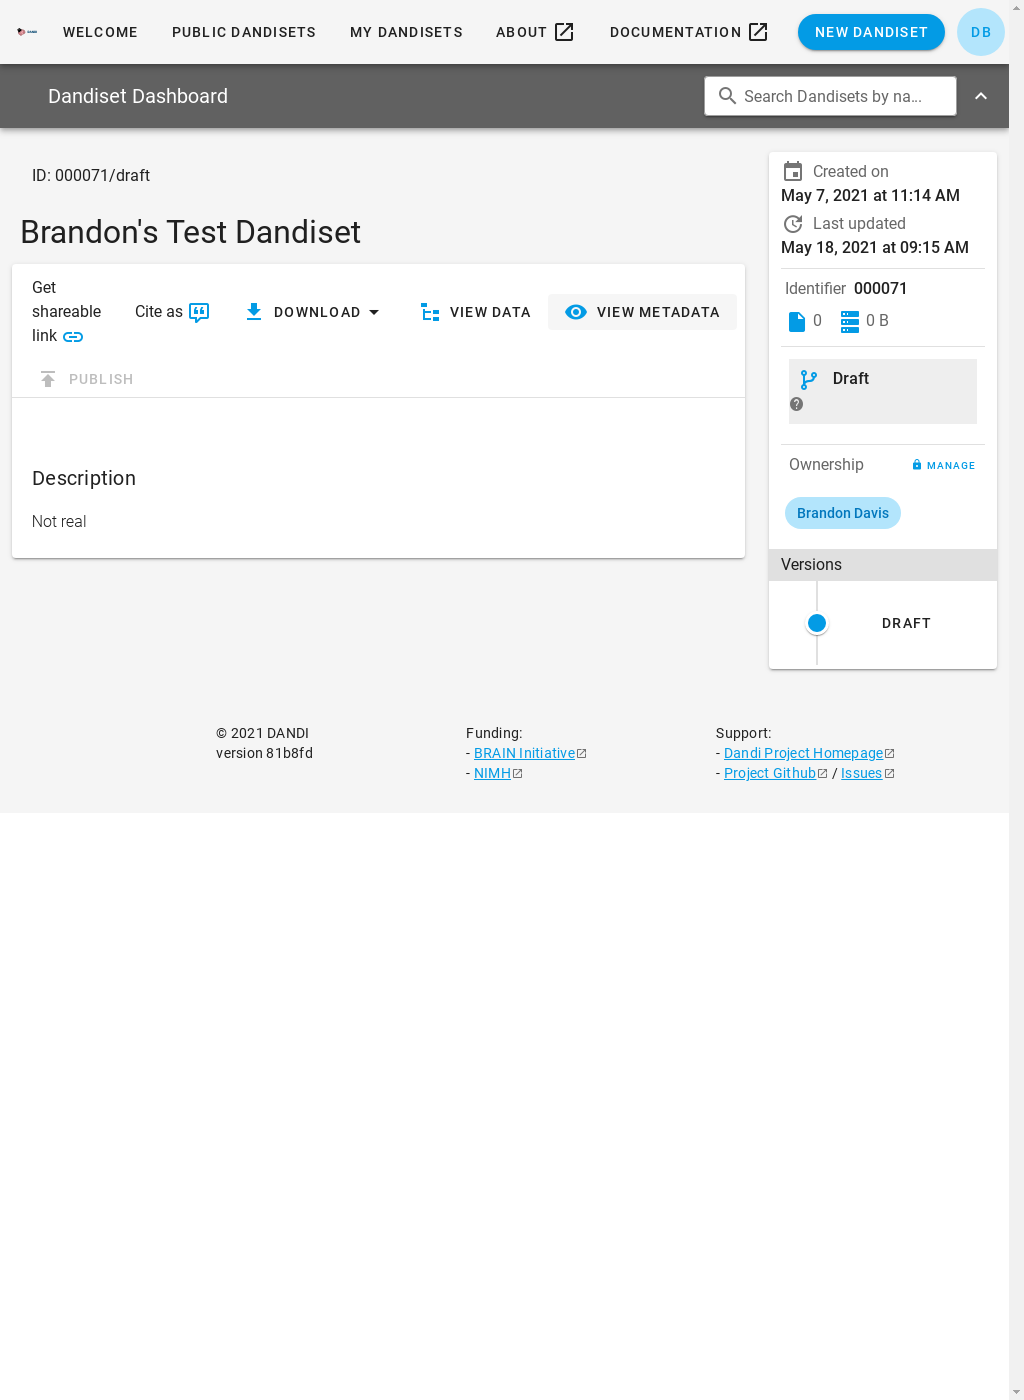 WELCOME
PUBLIC DANDISETS
MY DANDISETS
ABOUT
DOCUMENTATION
NEW DANDISET
DB
Dandiset Dashboard
Search Dandisets by na...
ID: 000071/draft
Brandon's Test Dandiset
Get
shareable
link
Cite as
DOWNLOAD
VIEW DATA
VIEW METADATA
PUBLISH
Description
Not real
Created on
May 7, 2021 at 11:14 AM
Last updated
May 18, 2021 at 09:15 AM
Identifier 000071
0 0 B
Draft
Ownership MANAGE
Brandon Davis
Versions
DRAFT
© 2021 DANDI
version 81b8fd
Funding:
- BRAIN Initiative
- NIMH
Support:
- Dandi Project Homepage
- Project Github / Issues